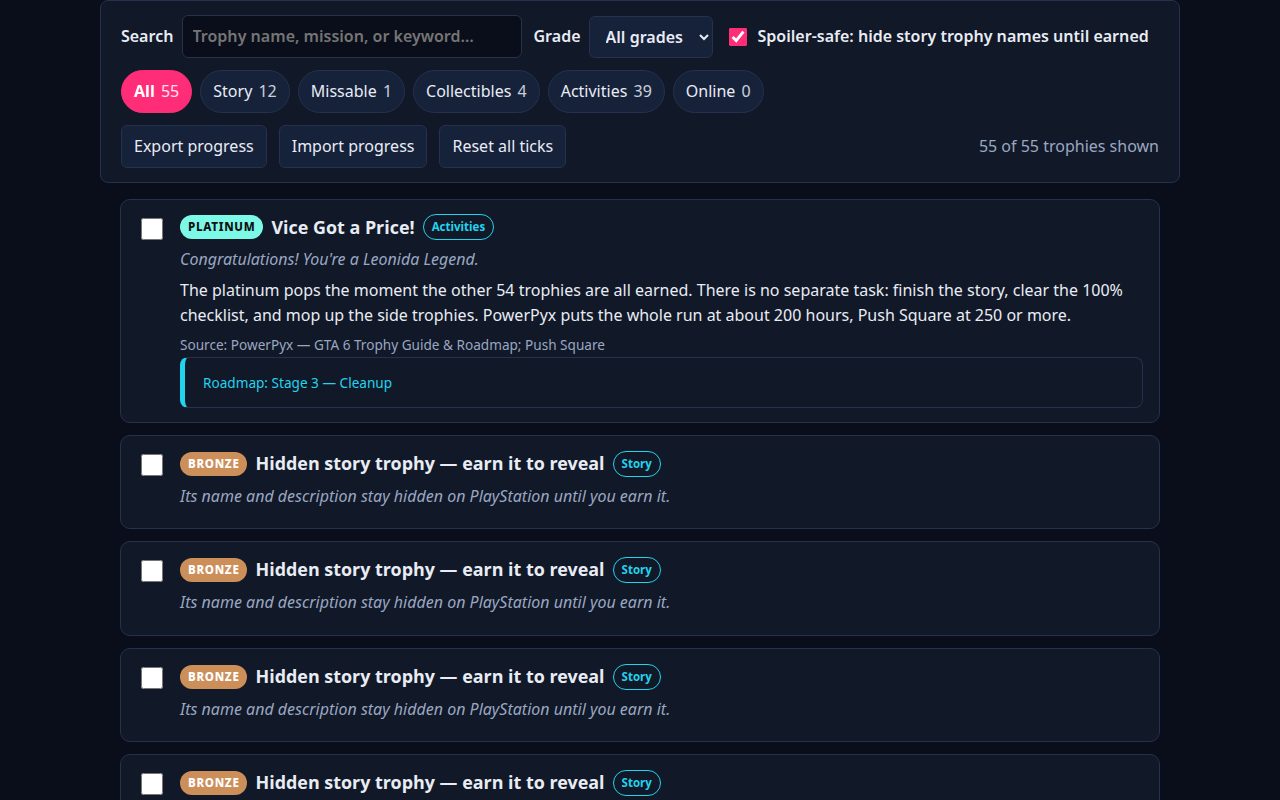 Search Trophy name, mission, or keyword... Grade All grades Spoiler-safe: hide story trophy names until earned
All 55 Story 12 Missable 1 Collectibles 4 Activities 39 Online 0
Export progress Import progress Reset all ticks 55 of 55 trophies shown
PLATINUM Vice Got a Price! Activities
Congratulations! You're a Leonida Legend.
The platinum pops the moment the other 54 trophies are all earned. There is no separate task: finish the story, clear the 100%
checklist, and mop up the side trophies. PowerPyx puts the whole run at about 200 hours, Push Square at 250 or more.
Source: PowerPyx — GTA 6 Trophy Guide & Roadmap; Push Square
Roadmap: Stage 3 — Cleanup
BRONZE Hidden story trophy — earn it to reveal Story
Its name and description stay hidden on PlayStation until you earn it.
BRONZE Hidden story trophy — earn it to reveal Story
Its name and description stay hidden on PlayStation until you earn it.
BRONZE Hidden story trophy — earn it to reveal Story
Its name and description stay hidden on PlayStation until you earn it.
BRONZE Hidden story trophy — earn it to reveal Story